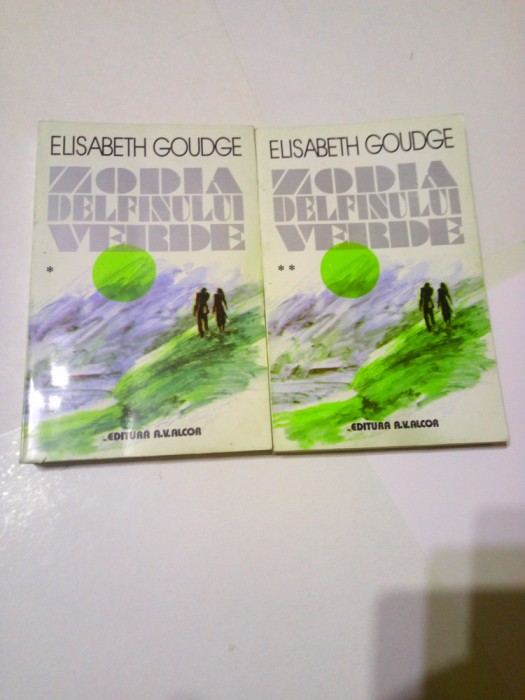 ELISABETH GOUDGE
ZODIA
DELFINULUI
VERDE
*
EDITURA R.V. ALCOR
ELISABETH GOUDGE
ZODIA
DELFINULUI
VERDE
**
EDITURA R.V. ALCOR